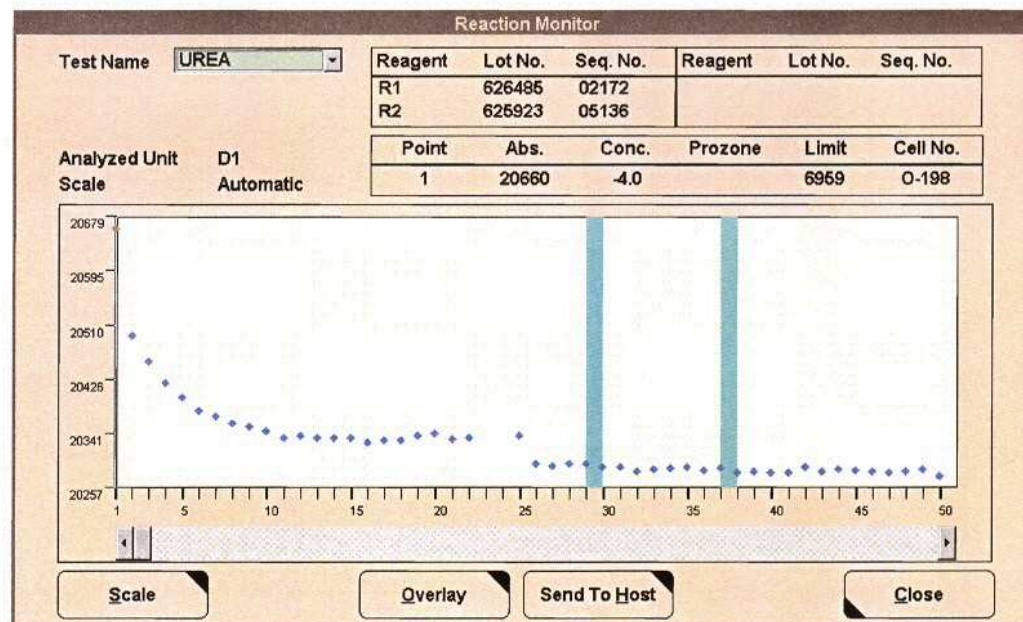 Reaction Monitor
Test Name UREA
Reagent Lot No. Seq. No. Reagent Lot No. Seq. No.
R1 626485 02172
R2 625923 05136
Analyzed Unit D1
Scale Automatic
Point Abs. Conc. Prozone Limit Cell No.
1 20660 -4.0 6959 O-198
20679
20595
20510
20426
20341
20257
1 5 10 15 20 25 30 35 40 45 50
Scale Overlay Send To Host Close